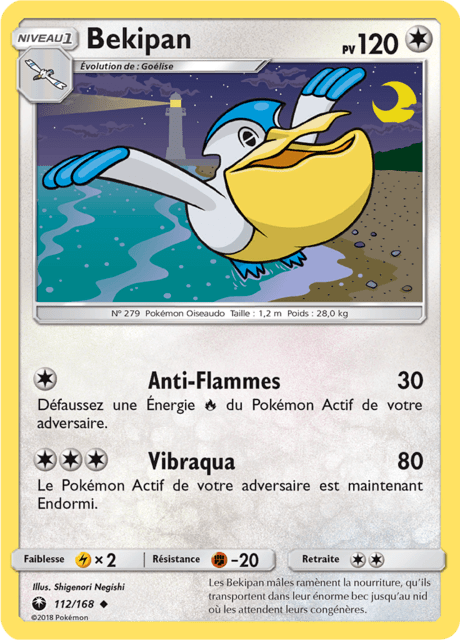 NIVEAU 1
Bekipan
PV 120
Évolution de : Goélise
N° 279 Pokémon Oiseaudo Taille : 1,2 m Poids : 28,0 kg
Anti-Flammes 30
Défaussez une Énergie du Pokémon Actif de votre
adversaire.
Vibraqua 80
Le Pokémon Actif de votre adversaire est maintenant
Endormi.
Faiblesse × 2 Résistance -20 Retraite
Illus. Shigenori Negishi
112/168
©2018 Pokémon
Les Bekipan mâles ramènent la nourriture, qu'ils
transportent dans leur énorme bec jusqu'au nid
où les attendent leurs congénères.